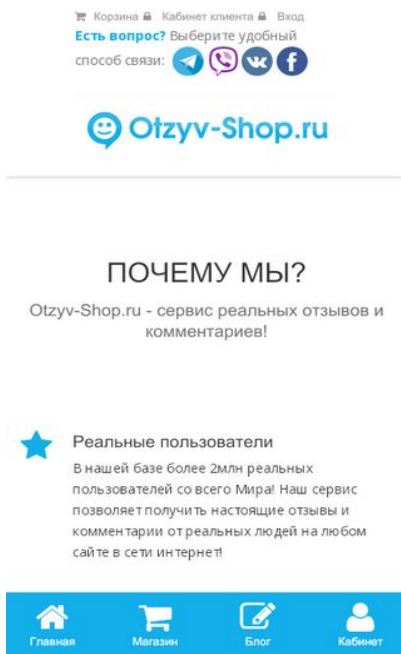 Корзина Кабинет клиента Вход
Есть вопрос? Выберите удобный
способ связи:
Otzyv-Shop.ru
ПОЧЕМУ МЫ?
Otzyv-Shop.ru - сервис реальных отзывов и
комментариев!
Реальные пользователи
В нашей базе более 2млн реальных
пользователей со всего Мира! Наш сервис
позволяет получить настоящие отзывы и
комментарии от реальных людей на любом
сайте в сети интернет!
Главная Магазин Блог Кабинет